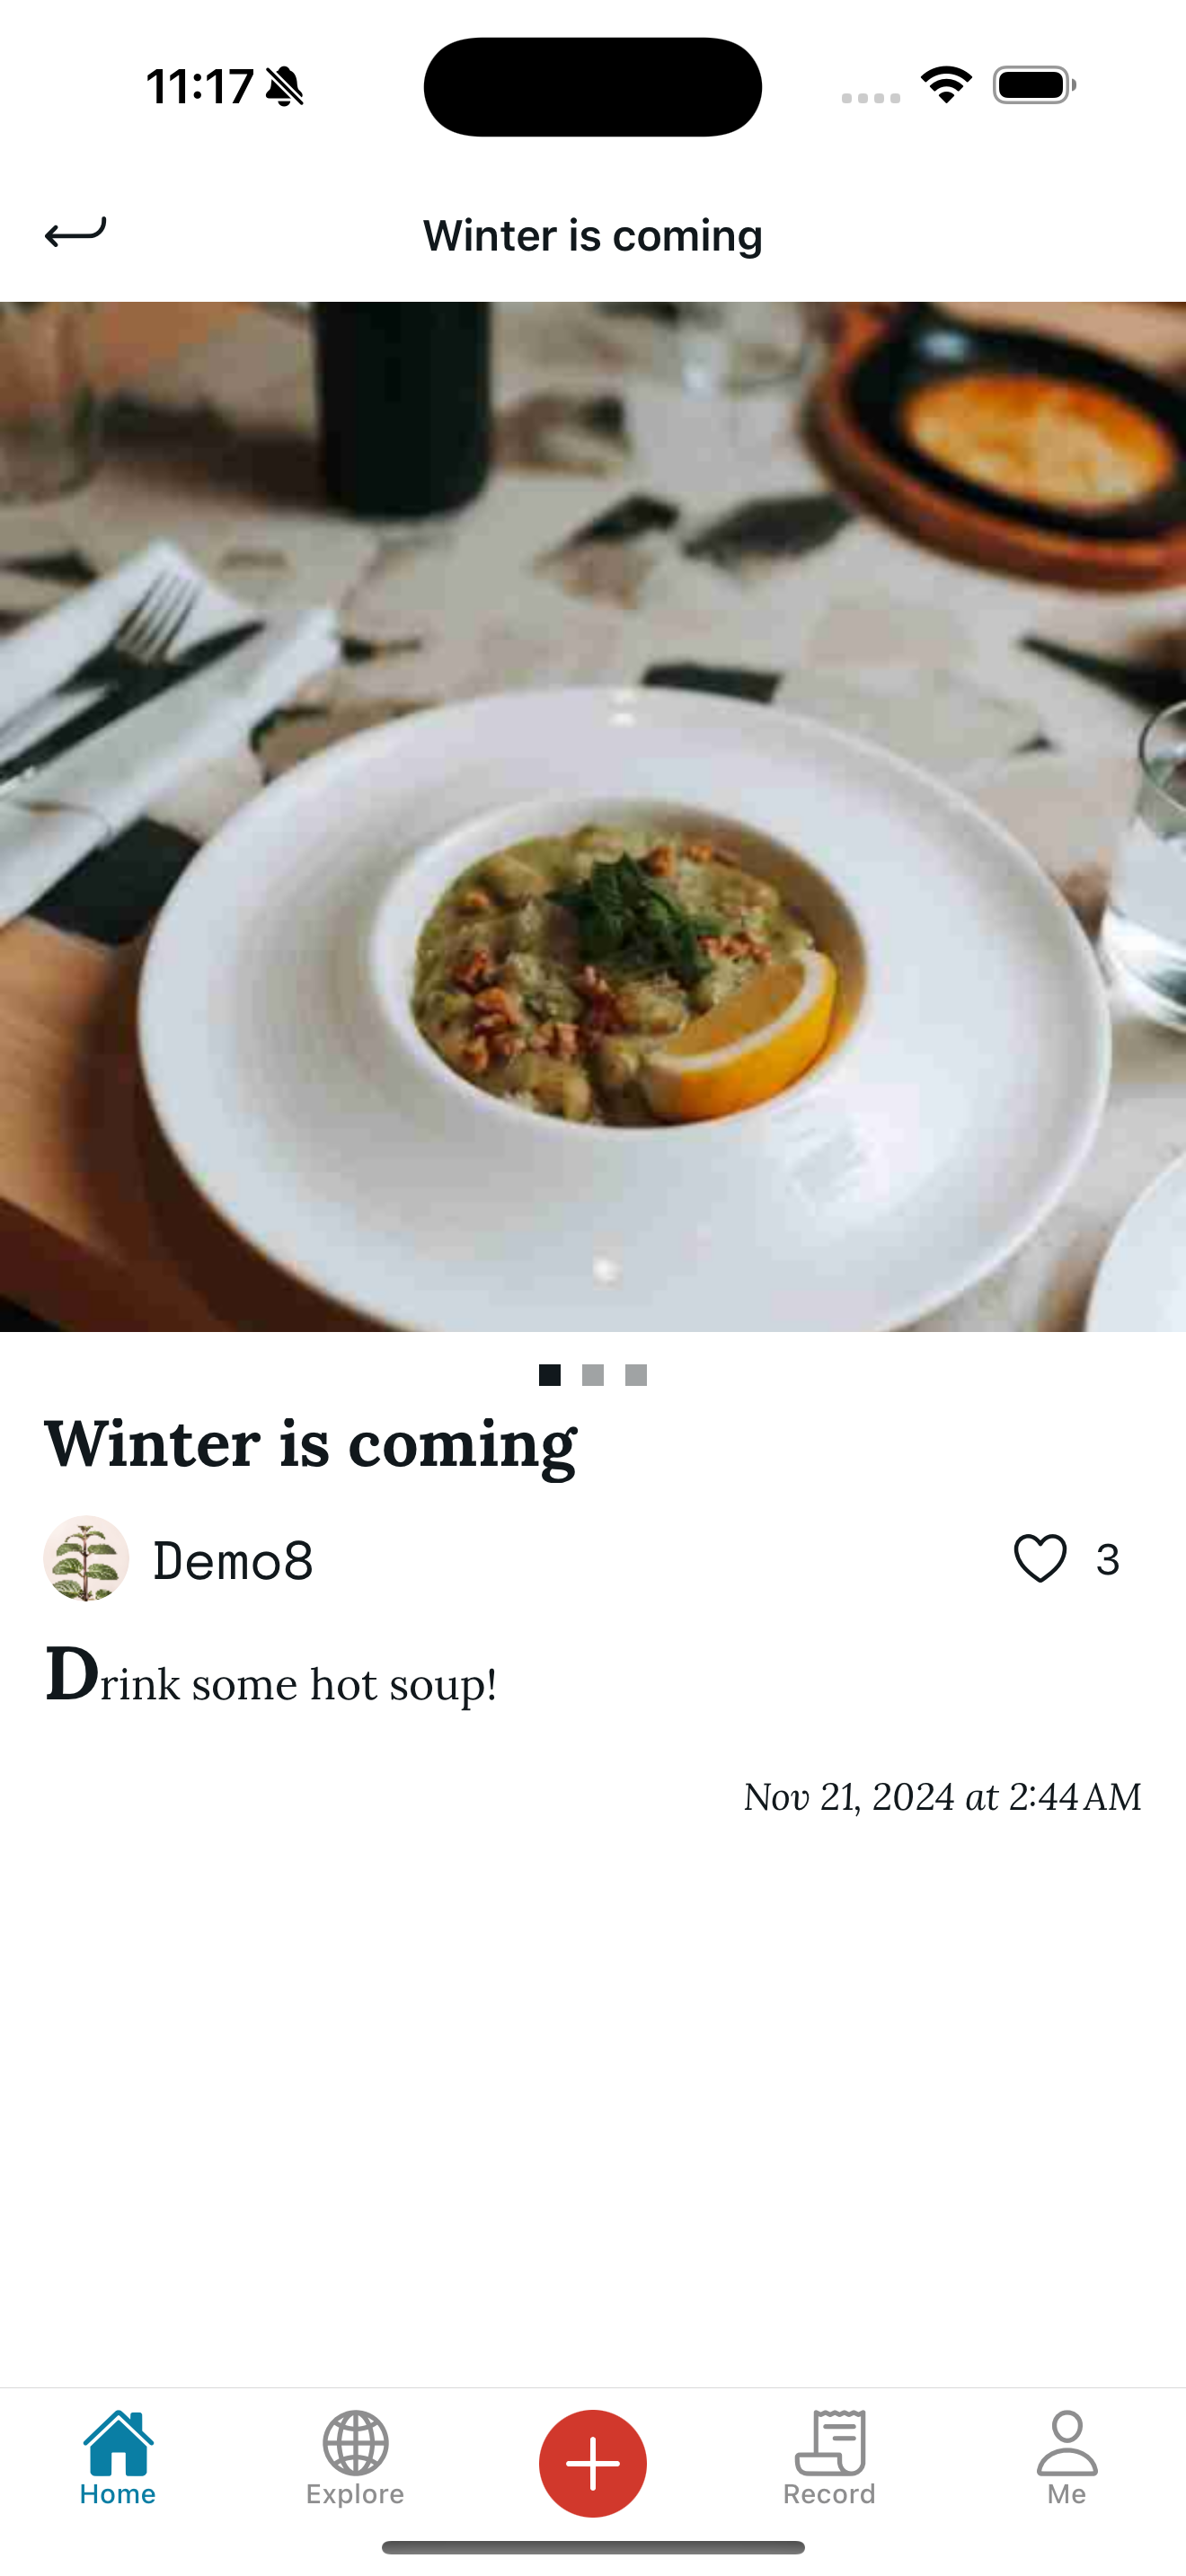 11:17
Winter is coming
Winter is coming
Demo8
3
Drink some hot soup!
Nov 21, 2024 at 2:44 AM
Home
Explore
Record
Me